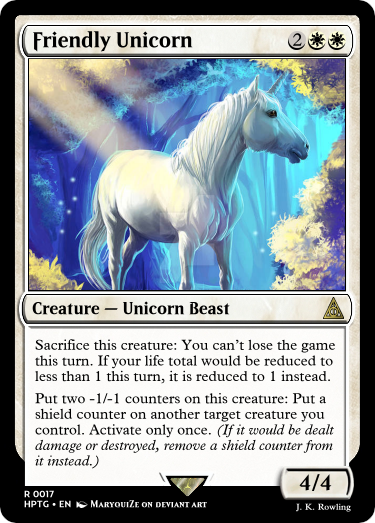 Friendly Unicorn 2
Creature — Unicorn Beast
Sacrifice this creature: You can't lose the game
this turn. If your life total would be reduced to
less than 1 this turn, it is reduced to 1 instead.
Put two -1/-1 counters on this creature: Put a
shield counter on another target creature you
control. Activate only once. (If it would be dealt
damage or destroyed, remove a shield counter from
it instead.)
4/4
R 0017
HPTG • EN MaryouiZe on deviant art
J. K. Rowling